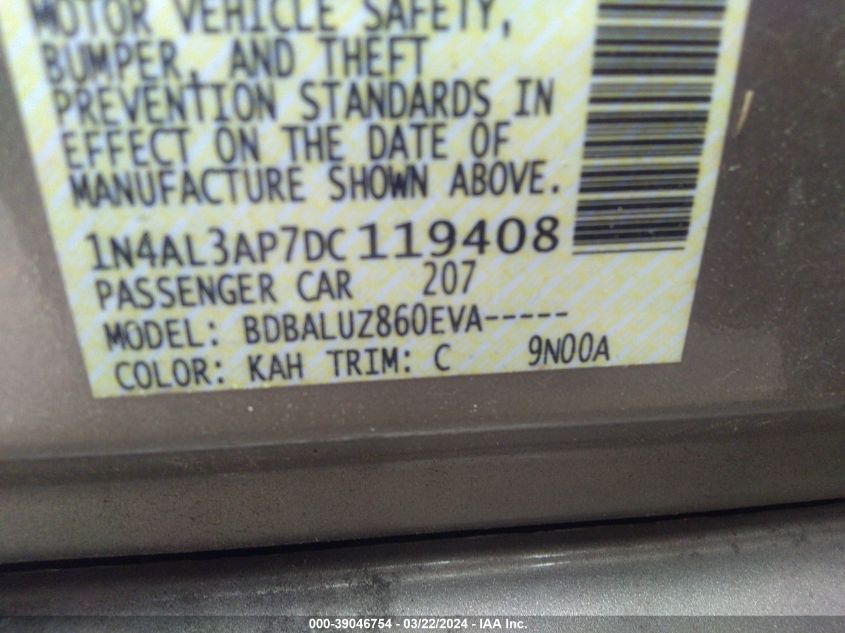 MOTOR VEHICLE SAFETY,
BUMPER, AND THEFT
PREVENTION STANDARDS IN
EFFECT ON THE DATE OF
MANUFACTURE SHOWN ABOVE.
1N4AL3AP7DC119408
PASSENGER CAR 207
MODEL: BDBALUZ860EVA-----
COLOR: KAH TRIM: C 9N00A
000-39046754 - 03/22/2024 - IAA Inc.